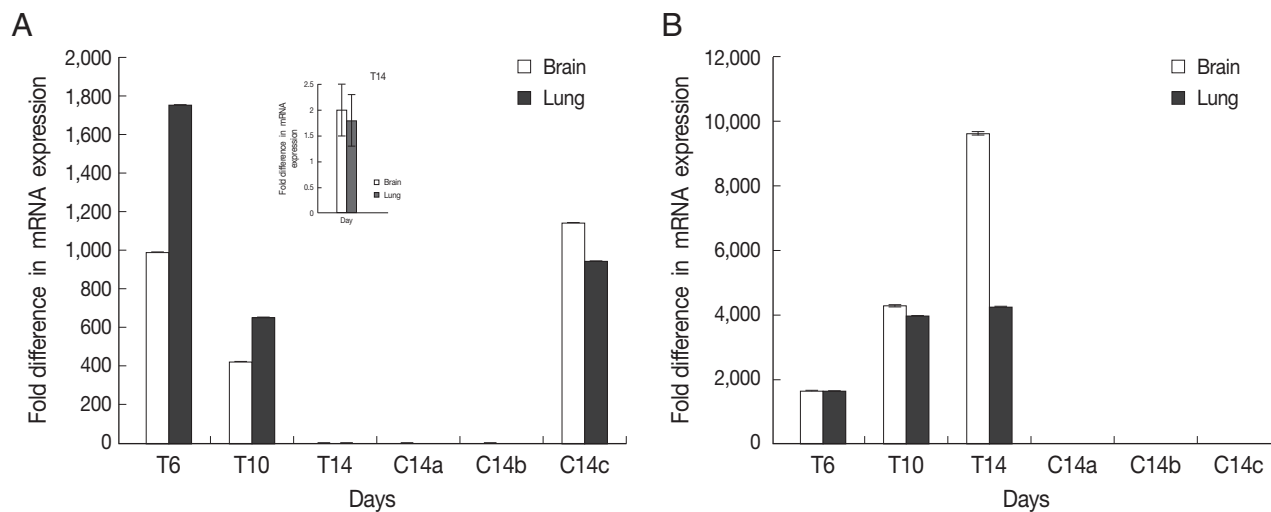 A
Fold difference in mRNA expression
2,000
1,800
1,600
1,400
1,200
1,000
800
600
400
200
0
Brain
Lung
T14
Fold difference in mRNA
expression
2.5
2
1.5
1
0.5
0
Brain
Lung
Day
T6 T10 T14 C14a C14b C14c
Days
B
Fold difference in mRNA expression
12,000
10,000
8,000
6,000
4,000
2,000
0
Brain
Lung
T6 T10 T14 C14a C14b C14c
Days